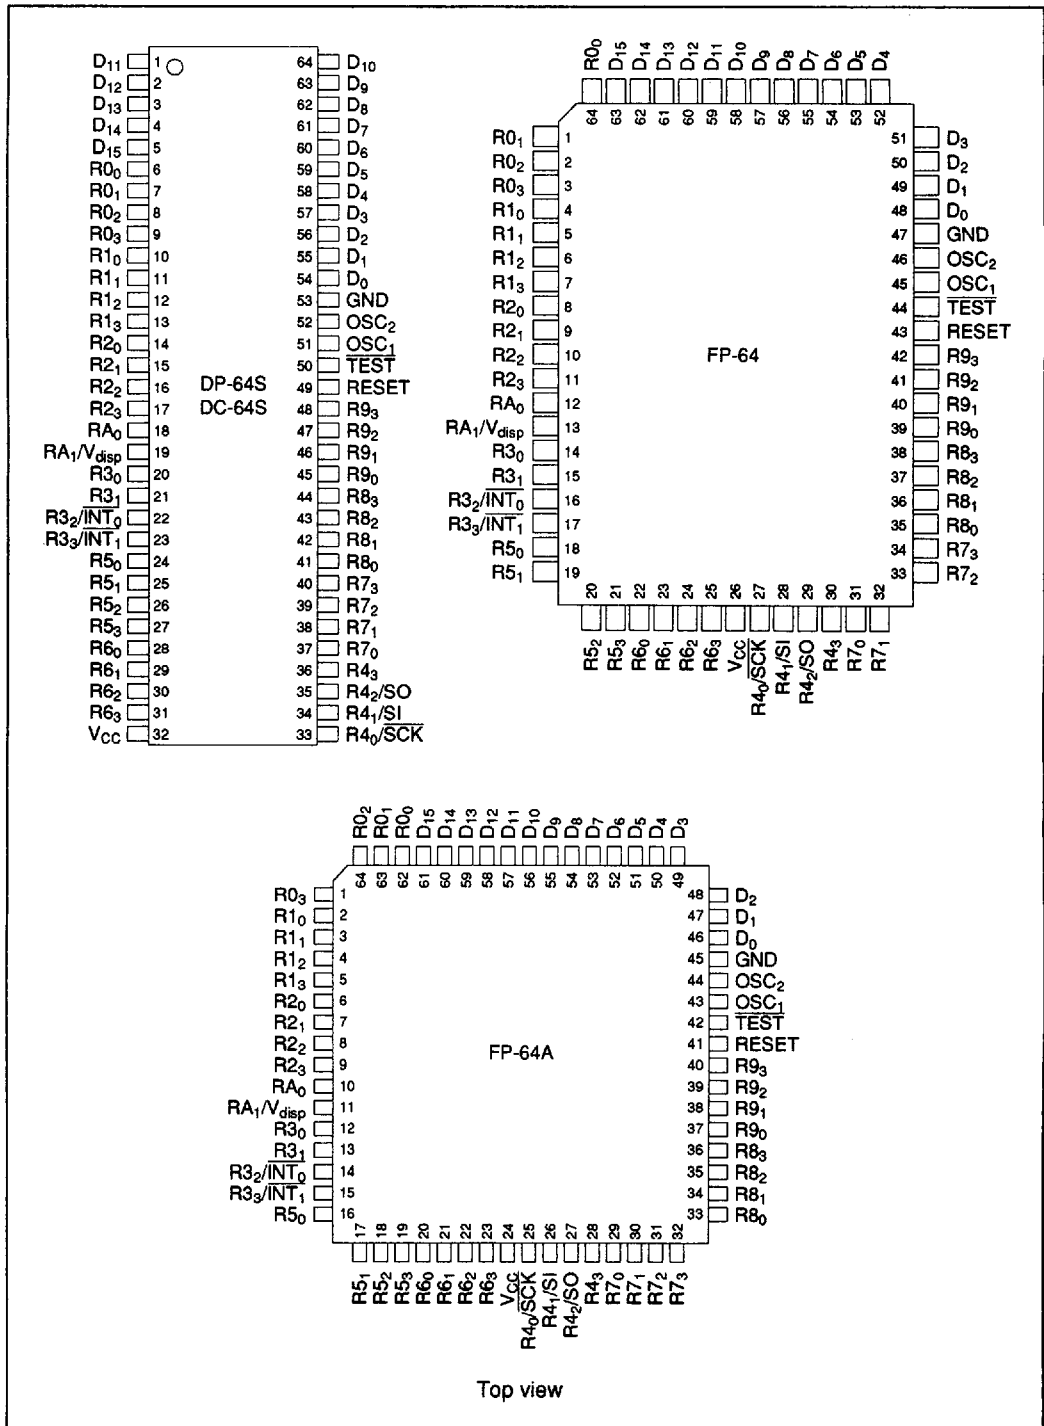 D₁₁ 1 64 D₁₀
D₁₂ 2 63 D₉
D₁₃ 3 62 D₈
D₁₄ 4 61 D₇
D₁₅ 5 60 D₆
R0₀ 6 59 D₅
R0₁ 7 58 D₄
R0₂ 8 57 D₃
R0₃ 9 56 D₂
R1₀ 10 55 D₁
R1₁ 11 54 D₀
R1₂ 12 53 GND
R1₃ 13 52 OSC₂
R2₀ 14 51 OSC₁
R2₁ 15 50 T̅E̅S̅T̅
R2₂ 16 DP-64S 49 RESET
R2₃ 17 DC-64S 48 R9₃
RA₀ 18 47 R9₂
RA₁/V_disp 19 46 R9₁
R3₀ 20 45 R9₀
R3₁ 21 44 R8₃
R3₂/I̅N̅T̅₀ 22 43 R8₂
R3₃/I̅N̅T̅₁ 23 42 R8₁
R5₀ 24 41 R8₀
R5₁ 25 40 R7₃
R5₂ 26 39 R7₂
R5₃ 27 38 R7₁
R6₀ 28 37 R7₀
R6₁ 29 36 R4₃
R6₂ 30 35 R4₂/SO
R6₃ 31 34 R4₁/SI
V_CC 32 33 R4₀/S̅C̅K̅
R0₀ D₁₅ D₁₄ D₁₃ D₁₂ D₁₁ D₁₀ D₉ D₈ D₇ D₆ D₅ D₄
64 63 62 61 60 59 58 57 56 55 54 53 52
R0₁ 1 51 D₃
R0₂ 2 50 D₂
R0₃ 3 49 D₁
R1₀ 4 48 D₀
R1₁ 5 47 GND
R1₂ 6 46 OSC₂
R1₃ 7 45 OSC₁
R2₀ 8 44 T̅E̅S̅T̅
R2₁ 9 43 RESET
R2₂ 10 FP-64 42 R9₃
R2₃ 11 41 R9₂
RA₀ 12 40 R9₁
RA₁/V_disp 13 39 R9₀
R3₀ 14 38 R8₃
R3₁ 15 37 R8₂
R3₂/I̅N̅T̅₀ 16 36 R8₁
R3₃/I̅N̅T̅₁ 17 35 R8₀
R5₀ 18 34 R7₃
R5₁ 19 33 R7₂
20 21 22 23 24 25 26 27 28 29 30 31 32
R5₂ R5₃ R6₀ R6₁ R6₂ R6₃ V_CC R4₀/S̅C̅K̅ R4₁/SI R4₂/SO R4₃ R7₀ R7₁
R0₂ R0₁ R0₀ D₁₅ D₁₄ D₁₃ D₁₂ D₁₁ D₁₀ D₉ D₈ D₇ D₆ D₅ D₄ D₃
64 63 62 61 60 59 58 57 56 55 54 53 52 51 50 49
R0₃ 1 48 D₂
R1₀ 2 47 D₁
R1₁ 3 46 D₀
R1₂ 4 45 GND
R1₃ 5 44 OSC₂
R2₀ 6 43 OSC₁
R2₁ 7 42 T̅E̅S̅T̅
R2₂ 8 FP-64A 41 RESET
R2₃ 9 40 R9₃
RA₀ 10 39 R9₂
RA₁/V_disp 11 38 R9₁
R3₀ 12 37 R9₀
R3₁ 13 36 R8₃
R3₂/I̅N̅T̅₀ 14 35 R8₂
R3₃/I̅N̅T̅₁ 15 34 R8₁
R5₀ 16 33 R8₀
17 18 19 20 21 22 23 24 25 26 27 28 29 30 31 32
R5₁ R5₂ R5₃ R6₀ R6₁ R6₂ R6₃ V_CC R4₀/S̅C̅K̅ R4₁/SI R4₂/SO R4₃ R7₀ R7₁ R7₂ R7₃
Top view